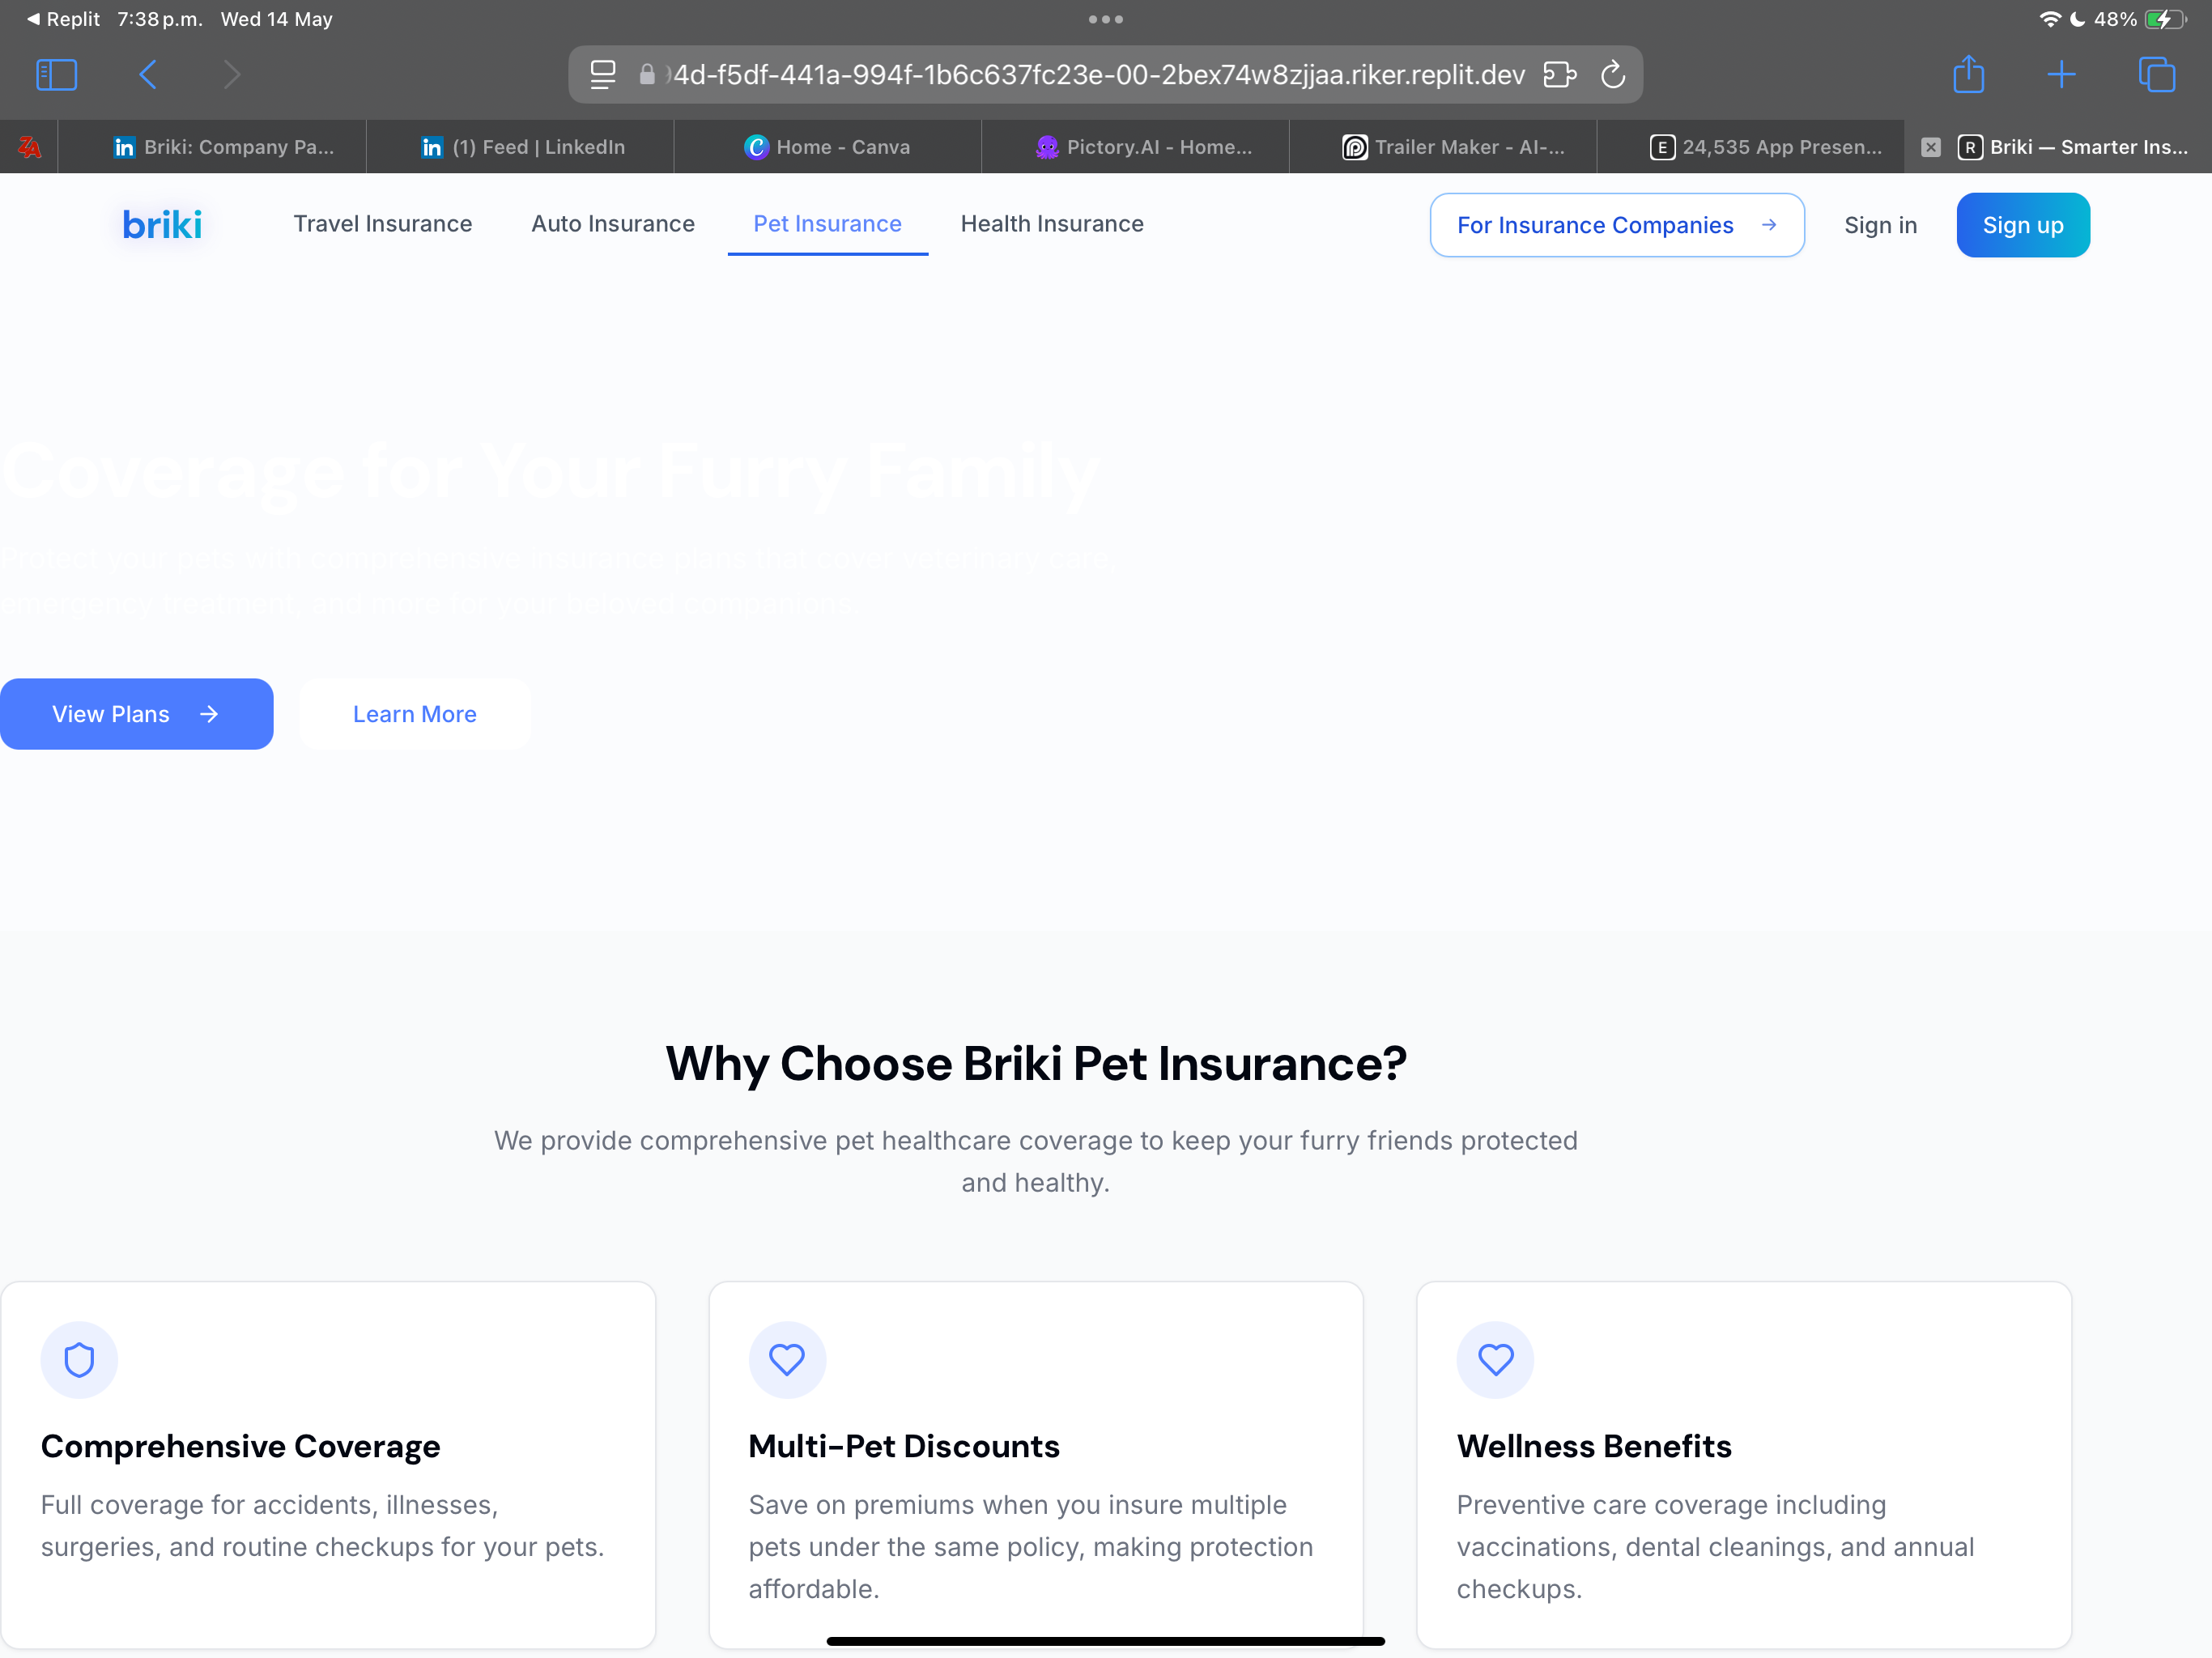 Replit 7:38 p.m. Wed 14 May
48%
4d-f5df-441a-994f-1b6c637fc23e-00-2bex74w8zjjaa.riker.replit.dev
ZA
in Briki: Company Pa...
in (1) Feed | LinkedIn
C Home - Canva
Pictory.AI - Home...
Trailer Maker - AI-...
E 24,535 App Presen...
R Briki — Smarter Ins...
briki
Travel Insurance
Auto Insurance
Pet Insurance
Health Insurance
For Insurance Companies →
Sign in
Sign up
Coverage for Your Furry Family
Protect your pets with comprehensive insurance plans that cover veterinary care,
emergency treatment, and more for your beloved companions.
View Plans →
Learn More
Why Choose Briki Pet Insurance?
We provide comprehensive pet healthcare coverage to keep your furry friends protected
and healthy.
Comprehensive Coverage
Full coverage for accidents, illnesses,
surgeries, and routine checkups for your pets.
Multi-Pet Discounts
Save on premiums when you insure multiple
pets under the same policy, making protection
affordable.
Wellness Benefits
Preventive care coverage including
vaccinations, dental cleanings, and annual
checkups.